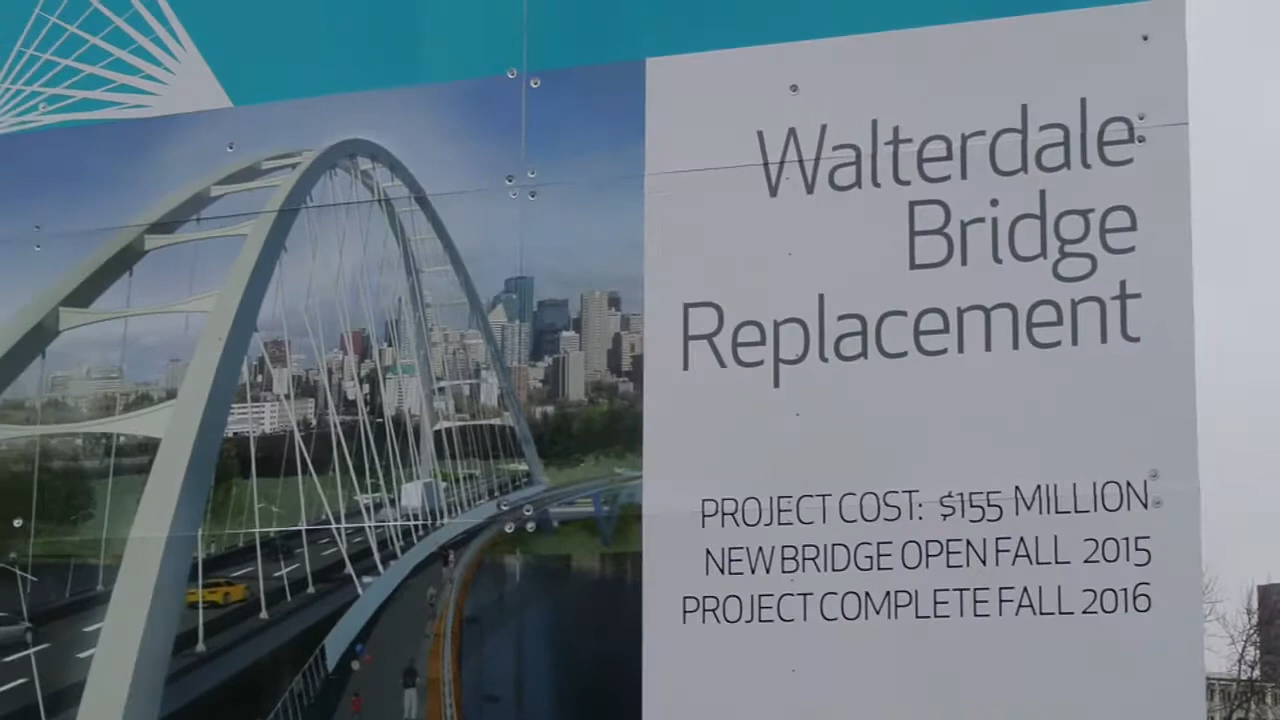 Walterdale
Bridge
Replacement
PROJECT COST: $155 MILLION
NEW BRIDGE OPEN FALL 2015
PROJECT COMPLETE FALL 2016